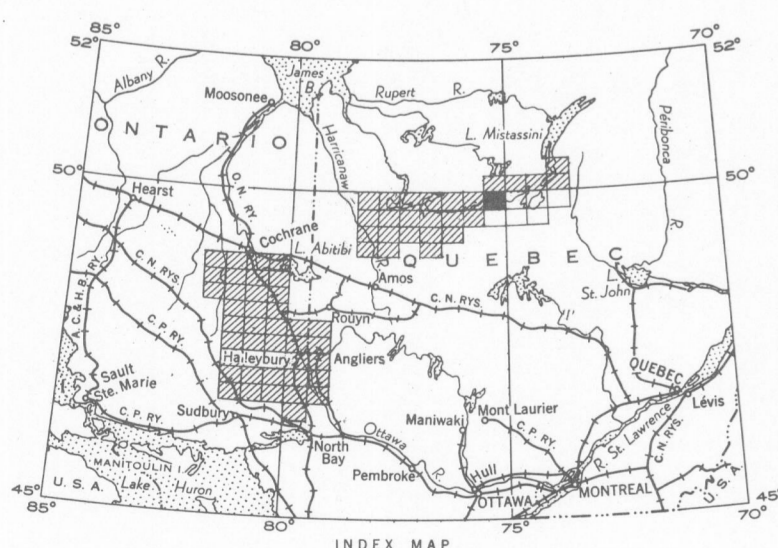 85°
80°
75°
70°
52°
52°
Albany R.
James
B.
Moosonee
Rupert R.
ONTARIO
Harricanaw
L. Mistassini
Péribonca
R.
50°
50°
Hearst
O. N. RY.
Cochrane
L. Abitibi
QUEBEC
Amos
C. N. RYS.
C. N. RYS.
L.
St. John
A.C.& H.B. RY.
C. P. RY.
Rouyn
Haileybury
Angliers
QUEBEC
Lévis
Sault
Ste. Marie
C. P. RY.
Sudbury
Maniwaki
Mont Laurier
C. P. RY.
R. St. Lawrence
C.N. RYS.
North
Bay
Ottawa
R.
Pembroke
Hull
OTTAWA
MONTREAL
MANITOULIN I.
U.S.A.
Lake Huron
U.S.A.
45°
45°
85°
80°
75°
70°
INDEX MAP